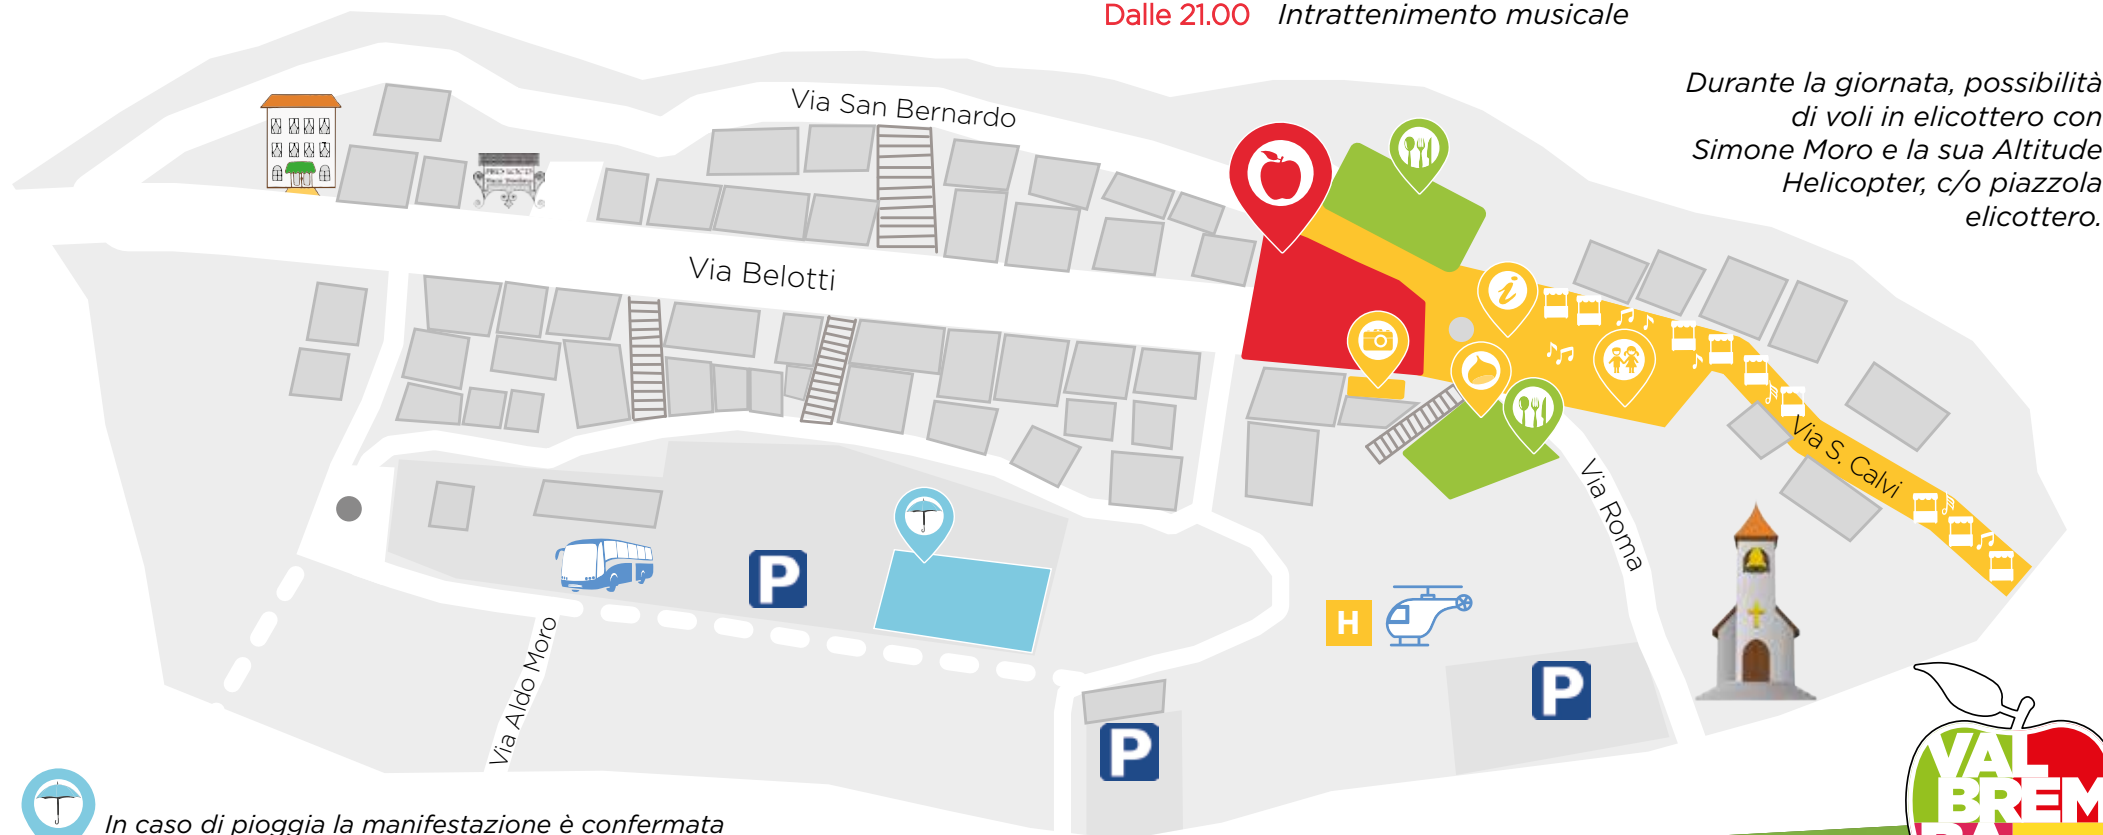 Dalle 21.00 Intrattenimento musicale
Durante la giornata, possibilità
di voli in elicottero con
Simone Moro e la sua Altitude
Helicopter, c/o piazzola
elicottero.
Via San Bernardo
Via Belotti
Via S. Calvi
Via Roma
Via Aldo Moro
P
H
P
P
VAL
BREM
In caso di pioggia la manifestazione è confermata